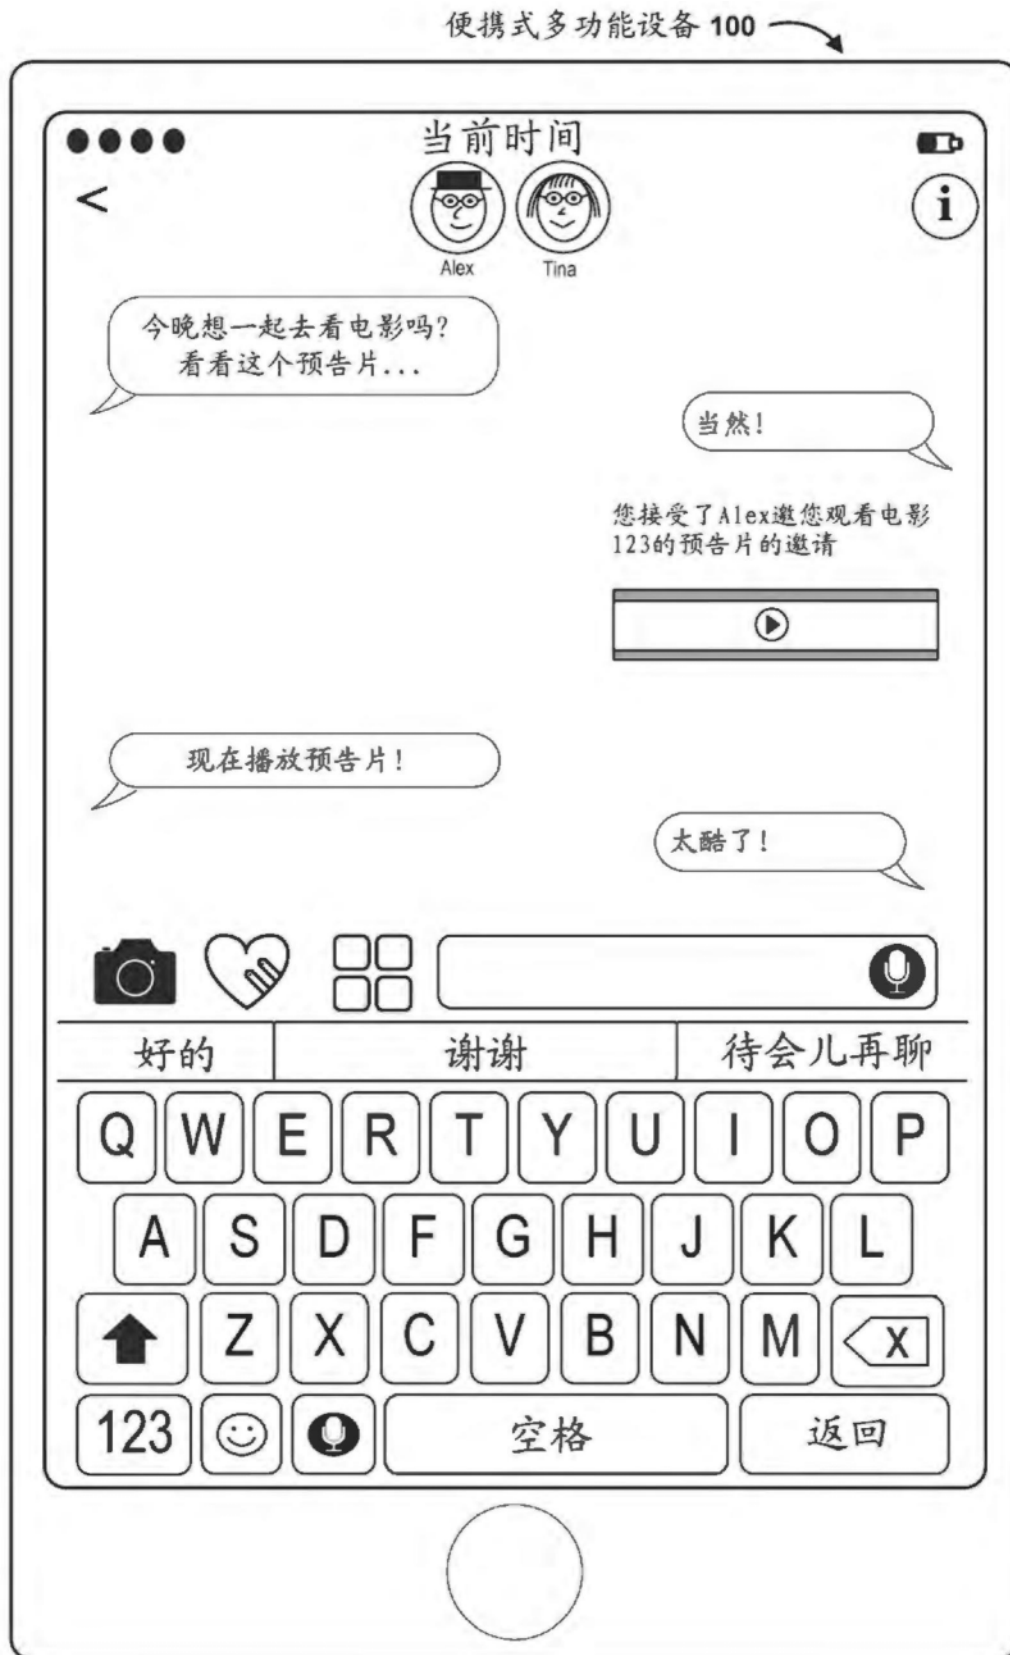 便携式多功能设备 100
当前时间
<
i
Alex
Tina
今晚想一起去看电影吗?
看看这个预告片...
当然!
您接受了Alex邀您观看电影
123的预告片的邀请
现在播放预告片!
太酷了!
好的
谢谢
待会儿再聊
Q W E R T Y U I O P
A S D F G H J K L
Z X C V B N M X
123
空格
返回